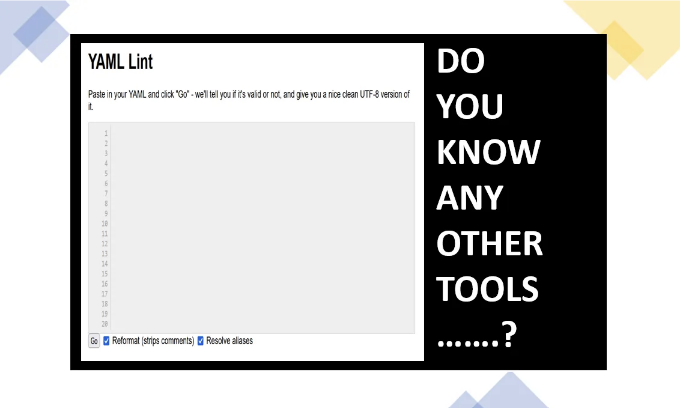 YAML Lint
Paste in your YAML and click "Go" - we'll tell you if it's valid or not, and give you a nice clean UTF-8 version of
it.
1
2
3
4
5
6
7
8
9
10
11
12
13
14
15
16
17
18
19
20
Go Reformat (strips comments) Resolve aliases
DO
YOU
KNOW
ANY
OTHER
TOOLS
.......?